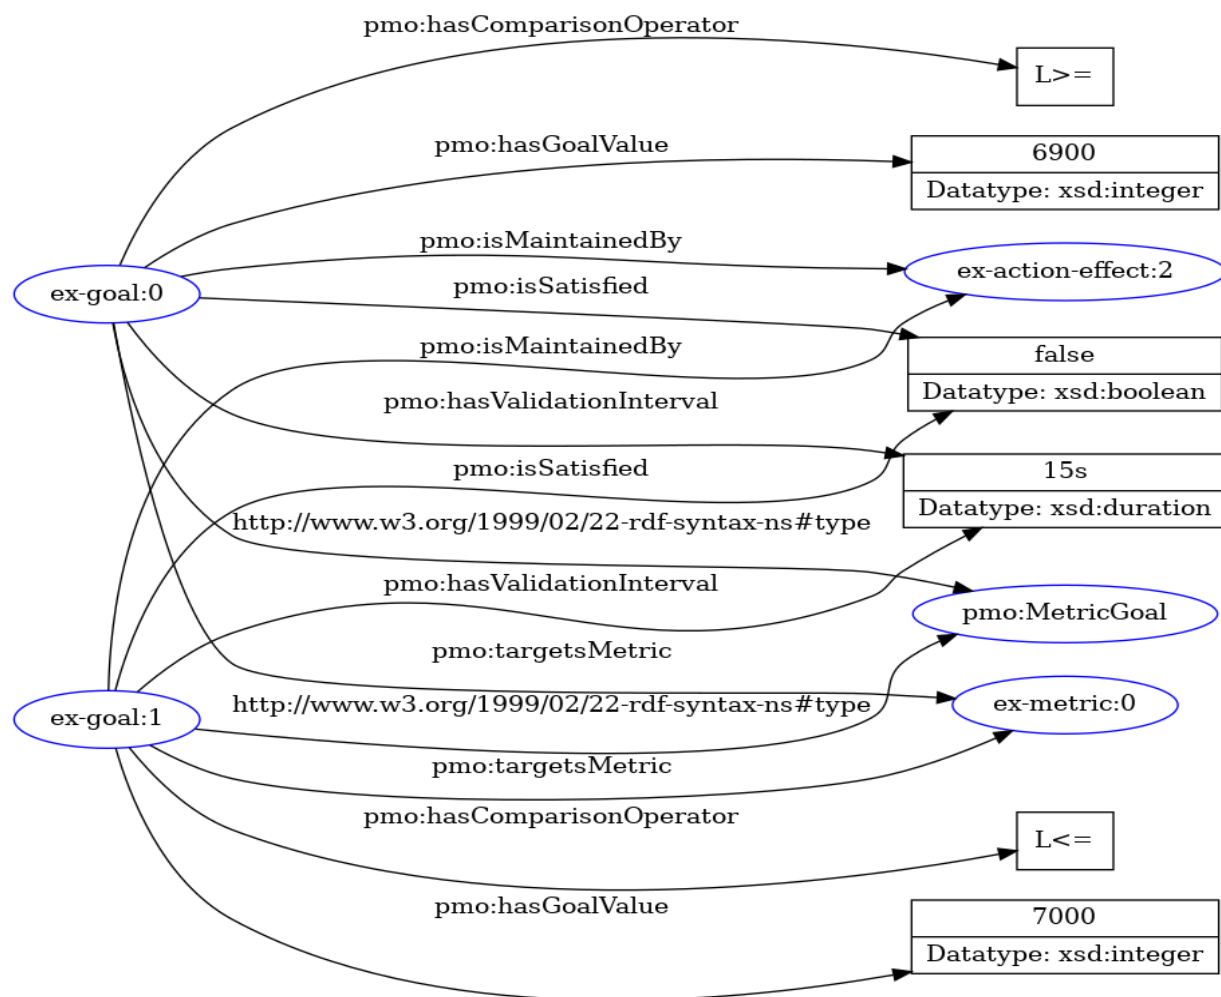 pmo:hasComparisonOperator
L>=
pmo:hasGoalValue
6900
Datatype: xsd:integer
pmo:isMaintainedBy
ex-action-effect:2
ex-goal:0
pmo:isSatisfied
pmo:isMaintainedBy
false
Datatype: xsd:boolean
pmo:hasValidationInterval
pmo:isSatisfied
15s
Datatype: xsd:duration
http://www.w3.org/1999/02/22-rdf-syntax-ns#type
pmo:hasValidationInterval
pmo:MetricGoal
pmo:targetsMetric
http://www.w3.org/1999/02/22-rdf-syntax-ns#type
ex-metric:0
ex-goal:1
pmo:targetsMetric
pmo:hasComparisonOperator
L<=
pmo:hasGoalValue
7000
Datatype: xsd:integer